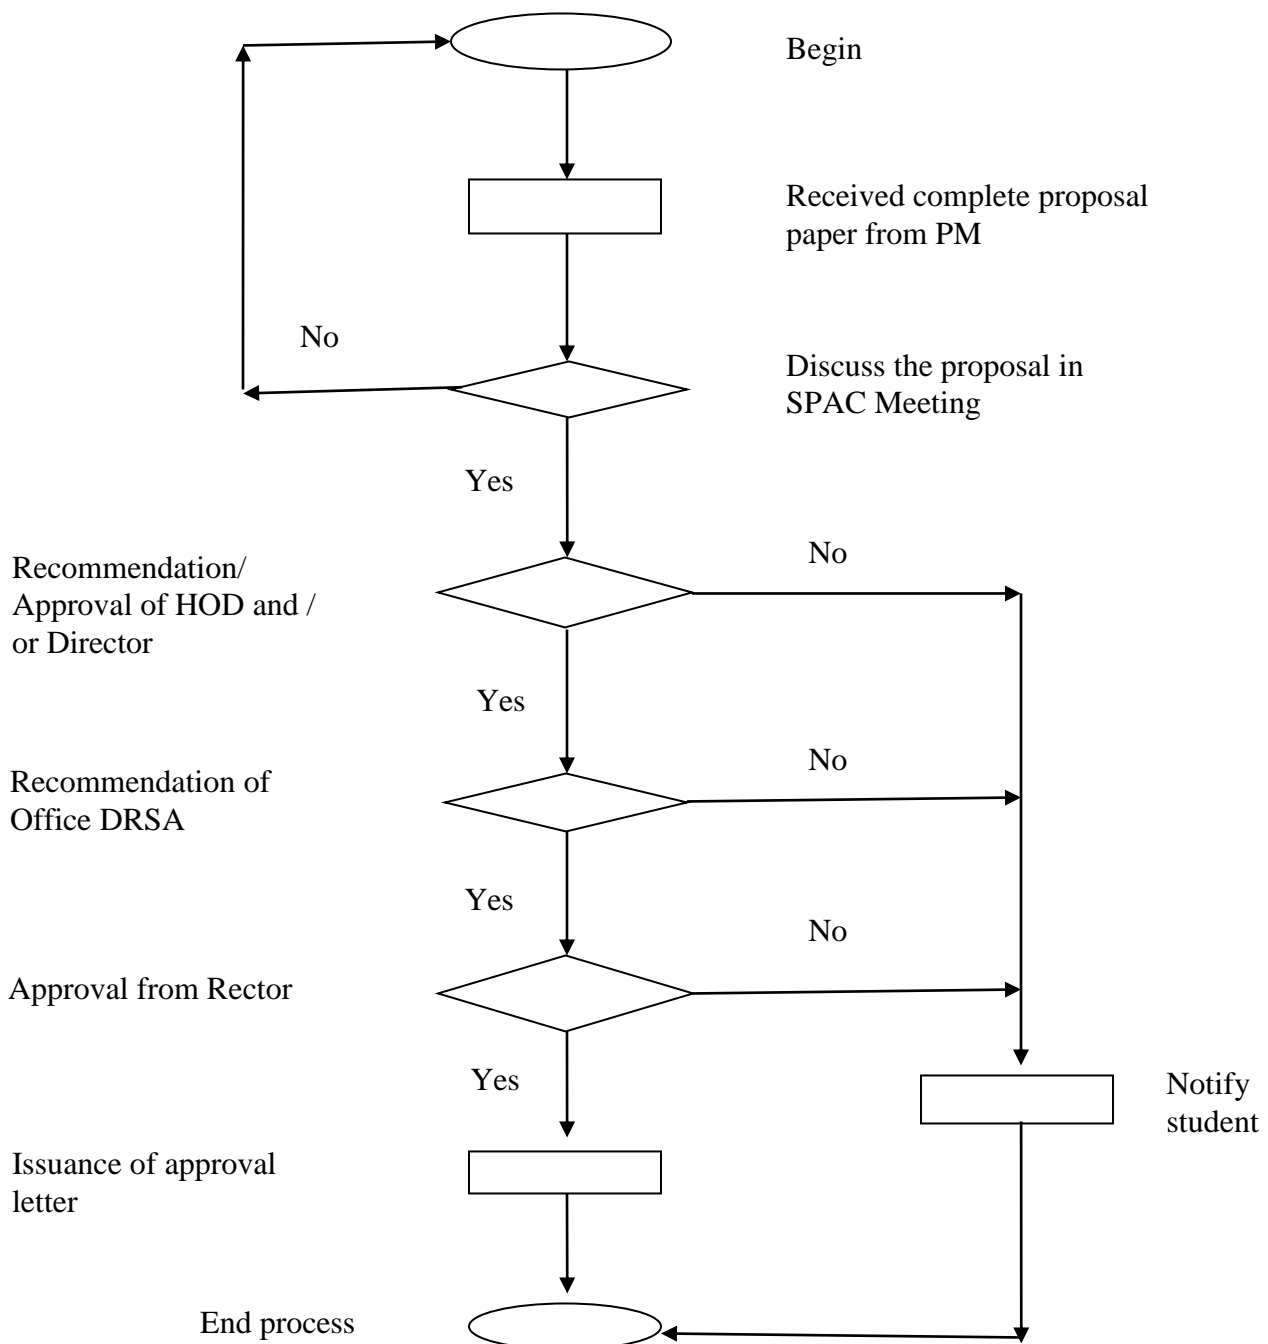 Begin
Received complete proposal
paper from PM
No
Discuss the proposal in
SPAC Meeting
Yes
No
Recommendation/
Approval of HOD and /
or Director
Yes
No
Recommendation of
Office DRSA
Yes
No
Approval from Rector
Yes
Notify
student
Issuance of approval
letter
End process